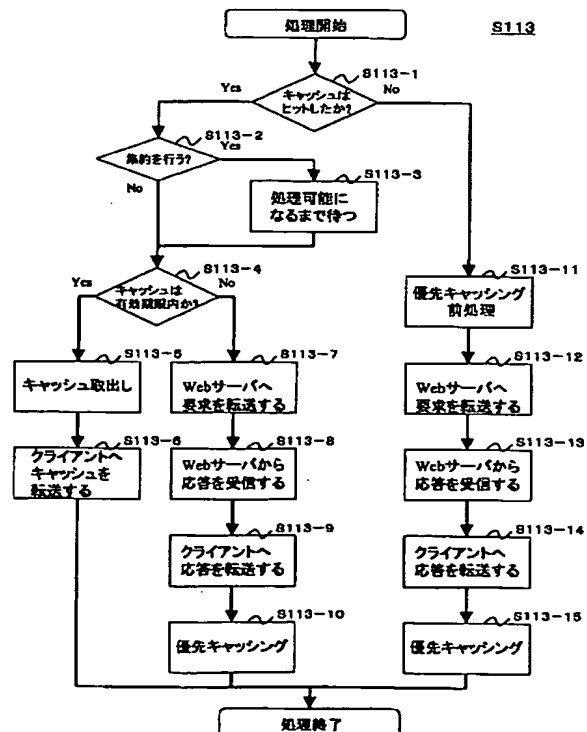 処理開始
S113
S113-1
キャッシュは
ヒットしたか?
Yes
No
S113-2
集約を行う?
Yes
No
S113-3
処理可能に
なるまで待つ
S113-4
キャッシュは
有効期限内か?
Yes
No
S113-11
優先キャッシング
前処理
S113-5
キャッシュ取出し
S113-7
Webサーバへ
要求を転送する
S113-12
Webサーバへ
要求を転送する
S113-6
クライアントへ
キャッシュを
転送する
S113-8
Webサーバから
応答を受信する
S113-13
Webサーバから
応答を受信する
S113-9
クライアントへ
応答を転送する
S113-14
クライアントへ
応答を転送する
S113-10
優先キャッシング
S113-15
優先キャッシング
処理終了